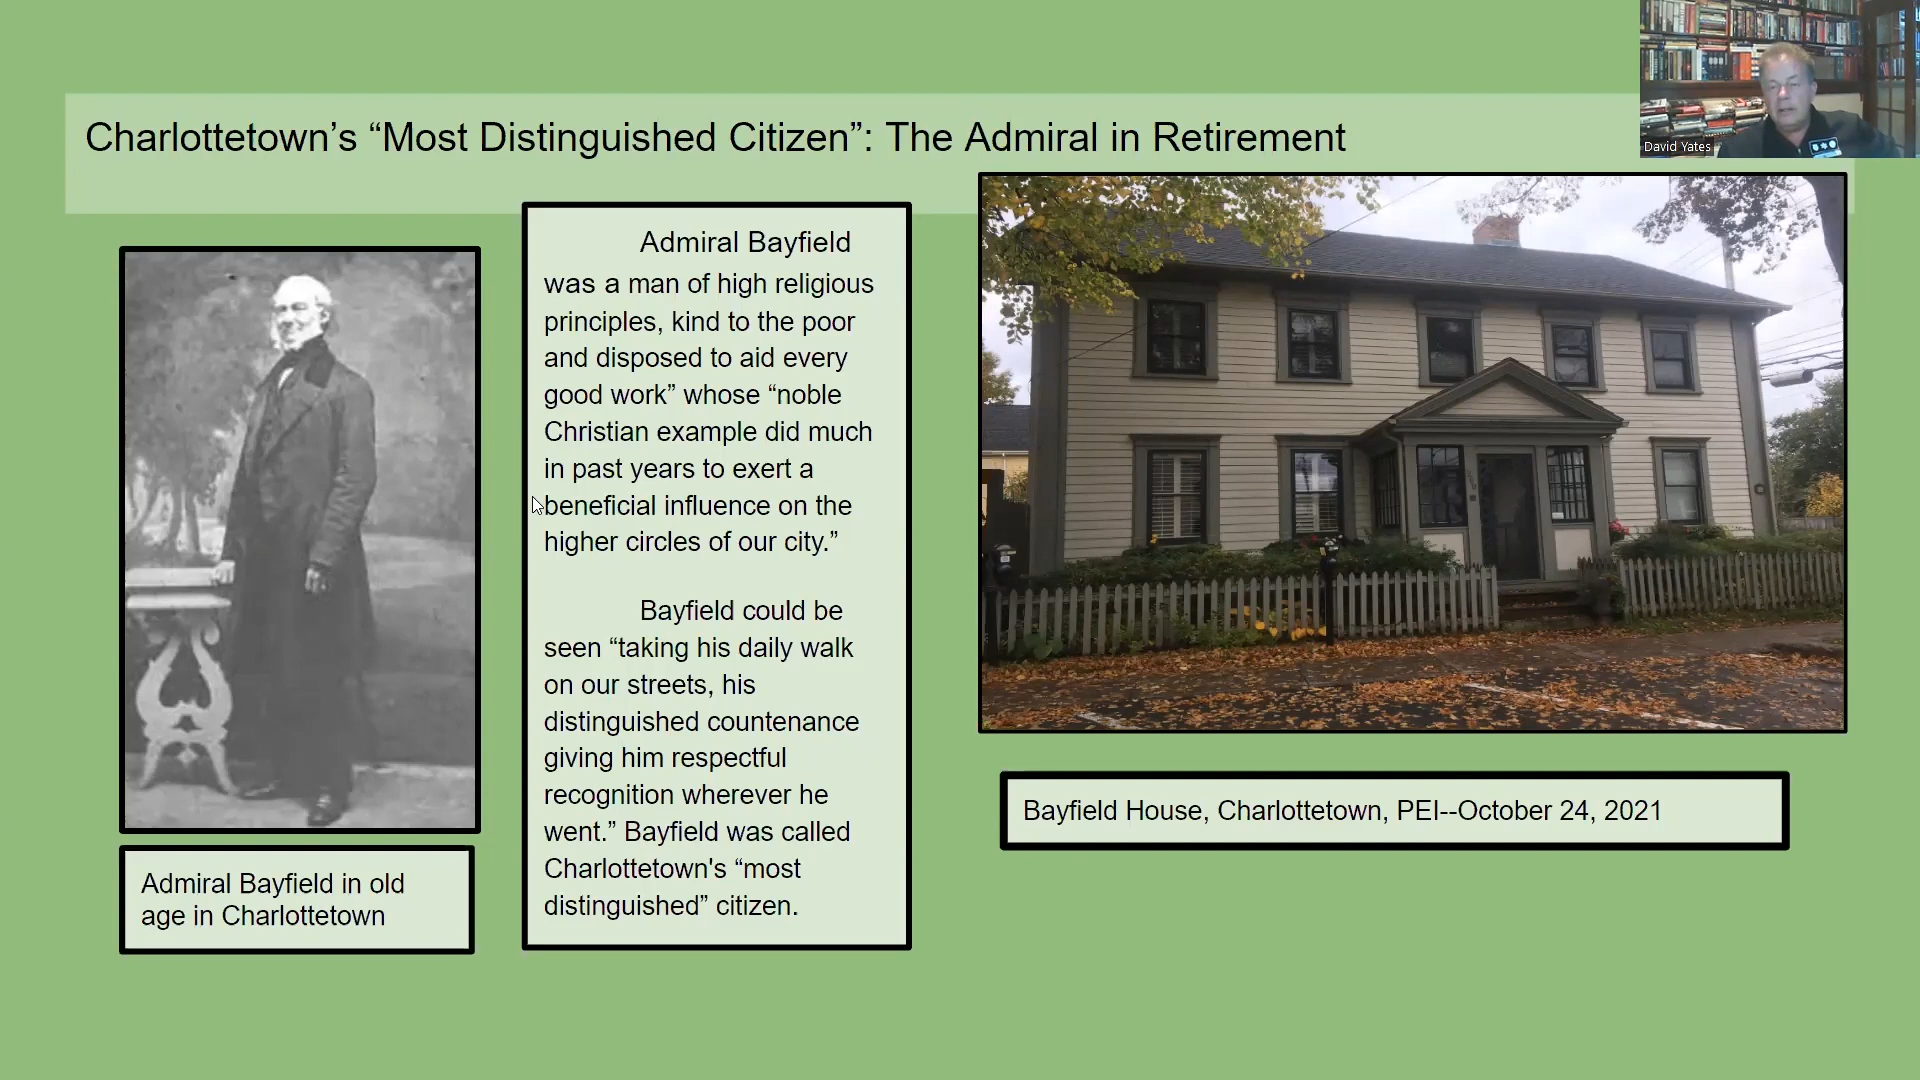 Charlottetown’s “Most Distinguished Citizen”: The Admiral in Retirement
David Yates
Admiral Bayfield
was a man of high religious
principles, kind to the poor
and disposed to aid every
good work” whose “noble
Christian example did much
in past years to exert a
beneficial influence on the
higher circles of our city.”
Bayfield could be
seen “taking his daily walk
on our streets, his
distinguished countenance
giving him respectful
recognition wherever he
went.” Bayfield was called
Charlottetown's “most
distinguished” citizen.
Admiral Bayfield in old
age in Charlottetown
Bayfield House, Charlottetown, PEI--October 24, 2021